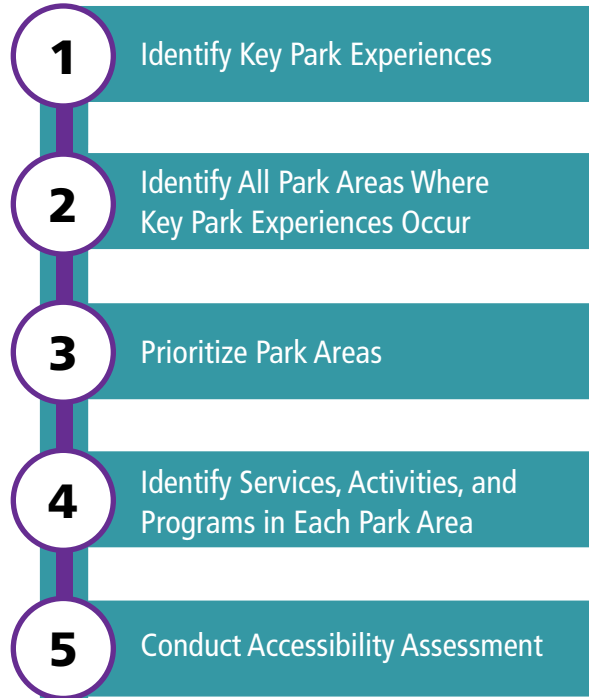 1
Identify Key Park Experiences
2
Identify All Park Areas Where
Key Park Experiences Occur
3
Prioritize Park Areas
4
Identify Services, Activities, and
Programs in Each Park Area
5
Conduct Accessibility Assessment